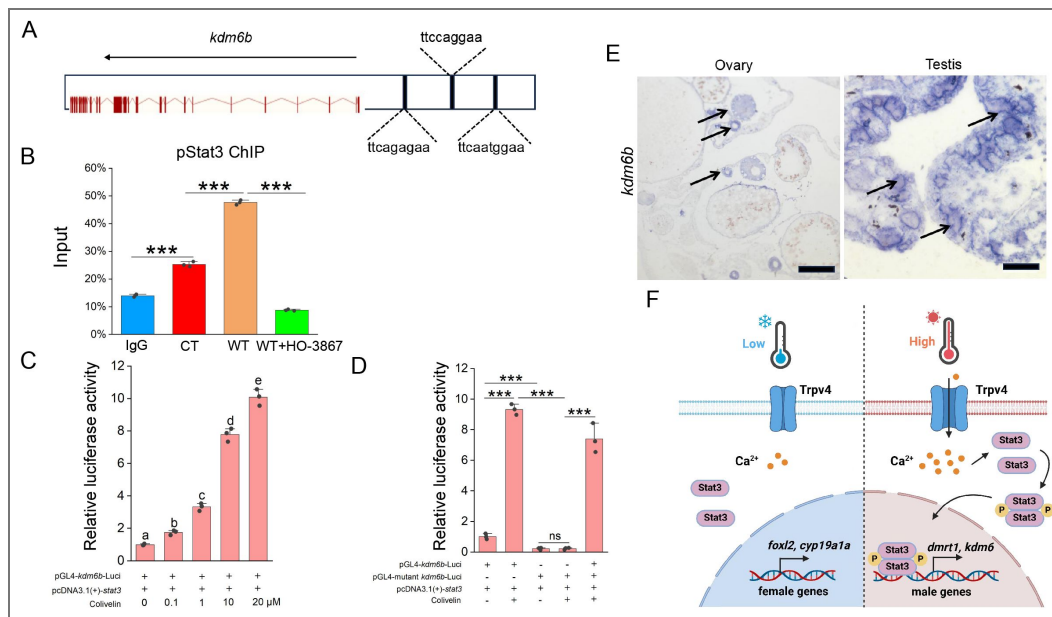 A
kdm6b
ttccaggaa
ttcagagaa
ttcaatggaa
B
pStat3 ChIP
Input
60%
50%
40%
30%
20%
10%
0%
***
***
***
IgG
CT
WT
WT+HO-3867
C
Relative luciferase activity
12
10
8
6
4
2
0
a
b
c
d
e
pGL4-kdm6b-Luci + + + + +
pcDNA3.1(+)-stat3 + + + + +
Colivelin 0 0.1 1 10 20 μM
D
Relative luciferase activity
12
10
8
6
4
2
0
***
***
***
***
ns
pGL4-kdm6b-Luci + + - - +
pGL4-mutant kdm6b-Luci - - + + +
pcDNA3.1(+)-stat3 + + + + +
Colivelin - + - + +
E
Ovary
Testis
kdm6b
F
Low
High
Trpv4
Trpv4
Ca²⁺
Ca²⁺
Stat3
Stat3
Stat3
Stat3
P
Stat3
Stat3
P
foxl2, cyp19a1a
female genes
P
Stat3
Stat3
P
dmrt1, kdm6
male genes